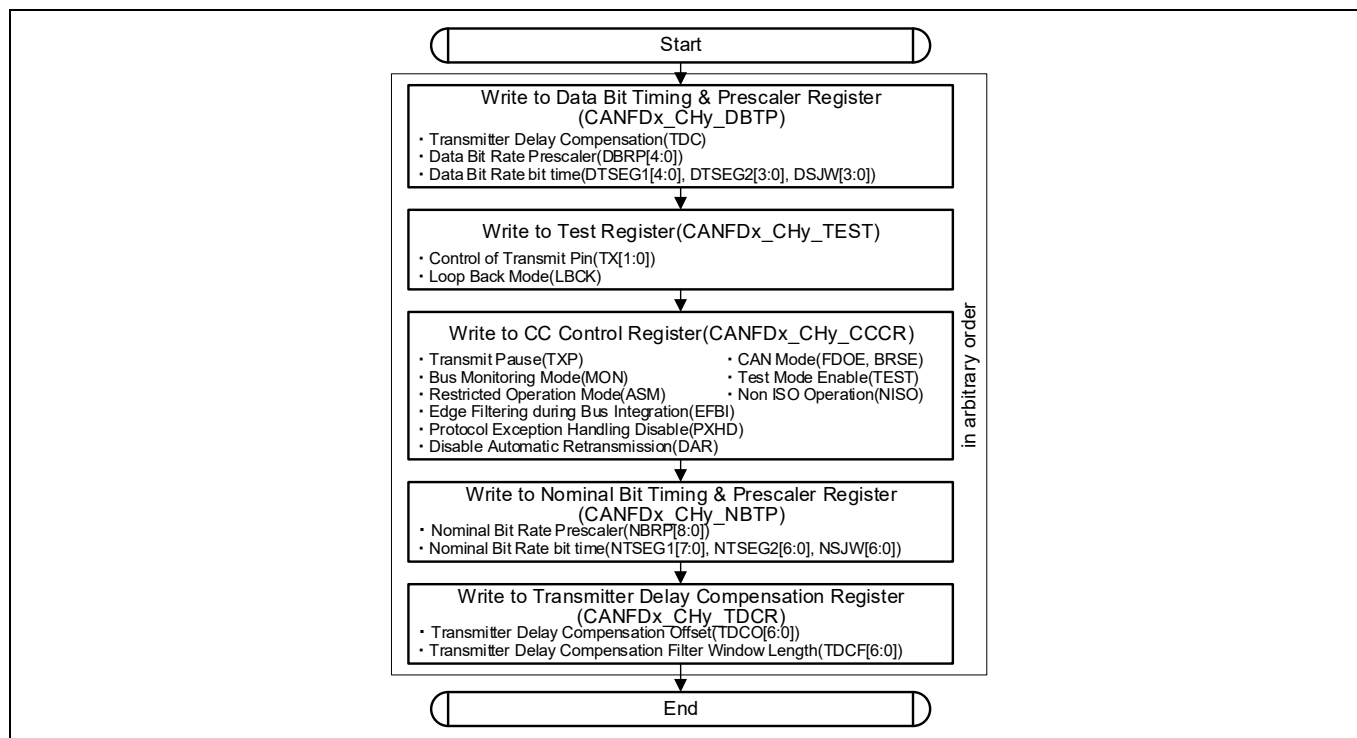 Start
Write to Data Bit Timing & Prescaler Register
(CANFDx_CHy_DBTP)
・Transmitter Delay Compensation(TDC)
・Data Bit Rate Prescaler(DBRP[4:0])
・Data Bit Rate bit time(DTSEG1[4:0], DTSEG2[3:0], DSJW[3:0])
Write to Test Register(CANFDx_CHy_TEST)
・Control of Transmit Pin(TX[1:0])
・Loop Back Mode(LBCK)
Write to CC Control Register(CANFDx_CHy_CCCR)
・Transmit Pause(TXP)
・Bus Monitoring Mode(MON)
・Restricted Operation Mode(ASM)
・Edge Filtering during Bus Integration(EFBI)
・Protocol Exception Handling Disable(PXHD)
・Disable Automatic Retransmission(DAR)
・CAN Mode(FDOE, BRSE)
・Test Mode Enable(TEST)
・Non ISO Operation(NISO)
Write to Nominal Bit Timing & Prescaler Register
(CANFDx_CHy_NBTP)
・Nominal Bit Rate Prescaler(NBRP[8:0])
・Nominal Bit Rate bit time(NTSEG1[7:0], NTSEG2[6:0], NSJW[6:0])
Write to Transmitter Delay Compensation Register
(CANFDx_CHy_TDCR)
・Transmitter Delay Compensation Offset(TDCO[6:0])
・Transmitter Delay Compensation Filter Window Length(TDCF[6:0])
in arbitrary order
End